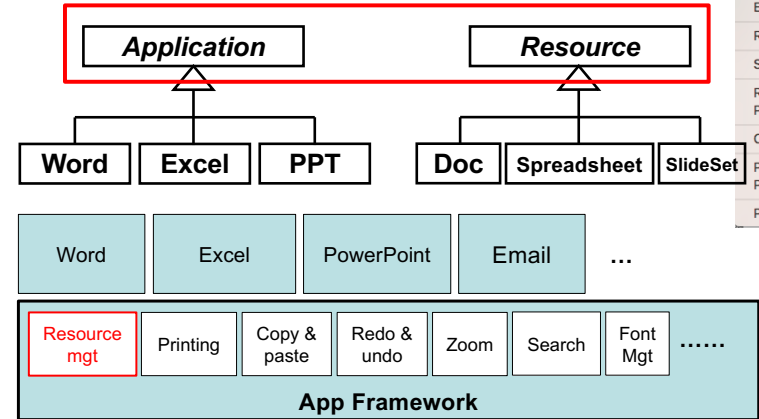 Application
Resource
Word
Excel
PPT
Doc
Spreadsheet
SlideSet
Word
Excel
PowerPoint
Email
...
Resource
mgt
Printing
Copy &
paste
Redo &
undo
Zoom
Search
Font
Mgt
......
App Framework